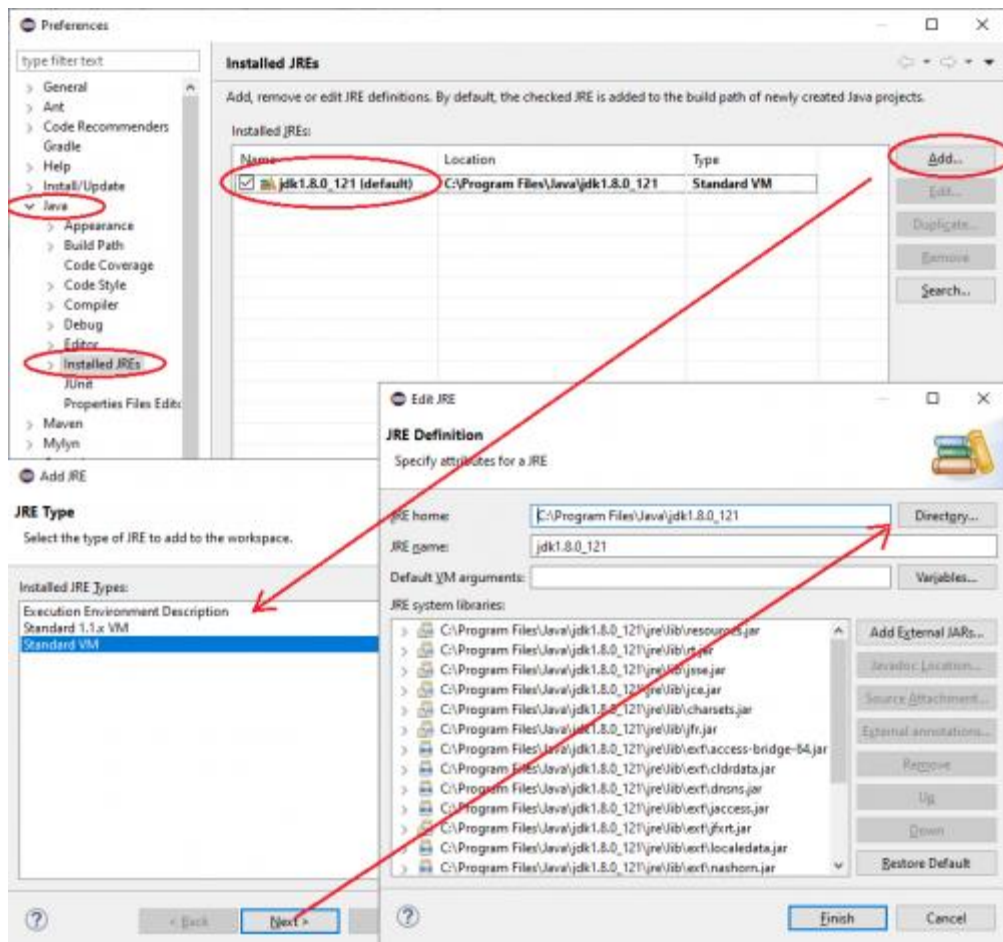 Preferences
type filter text
General
Ant
Code Recommenders
Gradle
Help
Install/Update
Java
Appearance
Build Path
Code Coverage
Code Style
Compiler
Debug
Editor
Installed JREs
JUnit
Properties Files Edito
Maven
Mylyn
Installed JREs
Add, remove or edit JRE definitions. By default, the checked JRE is added to the build path of newly created Java projects.
Installed JREs:
Name Location Type
jdk1.8.0_121 (default) C:\Program Files\Java\jdk1.8.0_121 Standard VM
Add...
Edit...
Duplicate...
Remove
Search...
Add JRE
JRE Type
Select the type of JRE to add to the workspace.
Installed JRE Types:
Execution Environment Description
Standard 1.1.x VM
Standard VM
?
< Back Next >
Edit JRE
JRE Definition
Specify attributes for a JRE
JRE home: C:\Program Files\Java\jdk1.8.0_121 Directory...
JRE name: jdk1.8.0_121
Default VM arguments: Variables...
JRE system libraries:
C:\Program Files\Java\jdk1.8.0_121\jre\lib\resources.jar
C:\Program Files\Java\jdk1.8.0_121\jre\lib\rt.jar
C:\Program Files\Java\jdk1.8.0_121\jre\lib\jsse.jar
C:\Program Files\Java\jdk1.8.0_121\jre\lib\jce.jar
C:\Program Files\Java\jdk1.8.0_121\jre\lib\charsets.jar
C:\Program Files\Java\jdk1.8.0_121\jre\lib\jfr.jar
C:\Program Files\Java\jdk1.8.0_121\jre\lib\ext\access-bridge-64.jar
C:\Program Files\Java\jdk1.8.0_121\jre\lib\ext\cldrdata.jar
C:\Program Files\Java\jdk1.8.0_121\jre\lib\ext\dnsns.jar
C:\Program Files\Java\jdk1.8.0_121\jre\lib\ext\jaccess.jar
C:\Program Files\Java\jdk1.8.0_121\jre\lib\ext\jfxrt.jar
C:\Program Files\Java\jdk1.8.0_121\jre\lib\ext\localedata.jar
C:\Program Files\Java\jdk1.8.0_121\jre\lib\ext\nashorn.jar
Add External JARs...
Javadoc Location...
Source Attachment...
External annotations...
Remove
Up
Down
Restore Default
?
Finish Cancel